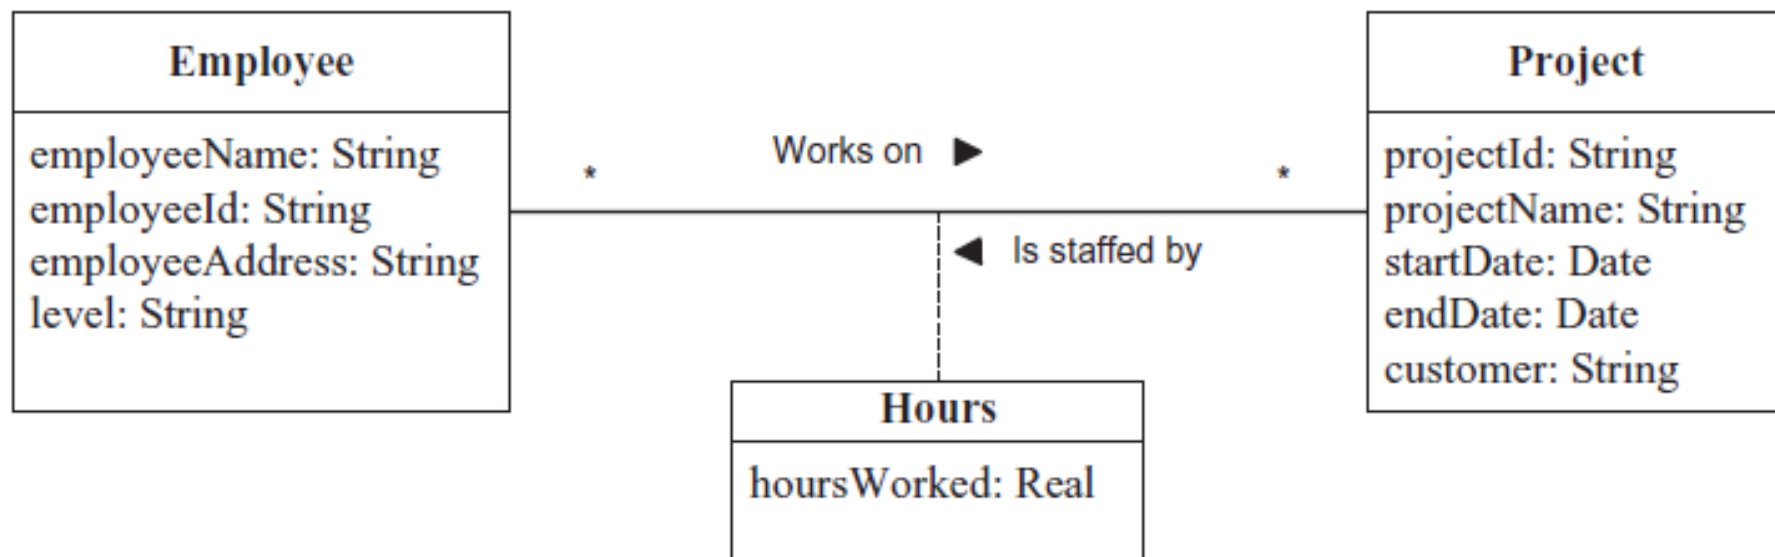 Employee
employeeName: String
employeeId: String
employeeAddress: String
level: String
*
Works on ►
*
◄ Is staffed by
Hours
hoursWorked: Real
Project
projectId: String
projectName: String
startDate: Date
endDate: Date
customer: String